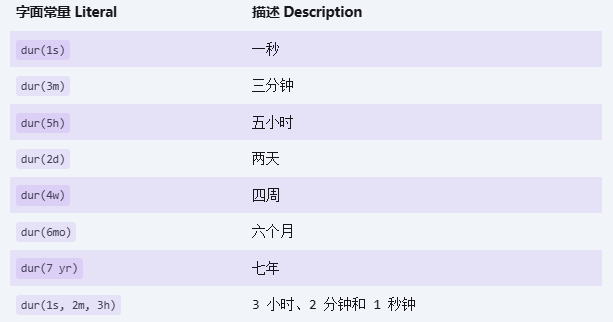 字面常量 Literal 描述 Description
dur(1s) 一秒
dur(3m) 三分钟
dur(5h) 五小时
dur(2d) 两天
dur(4w) 四周
dur(6mo) 六个月
dur(7 yr) 七年
dur(1s, 2m, 3h) 3 小时、2 分钟和 1 秒钟